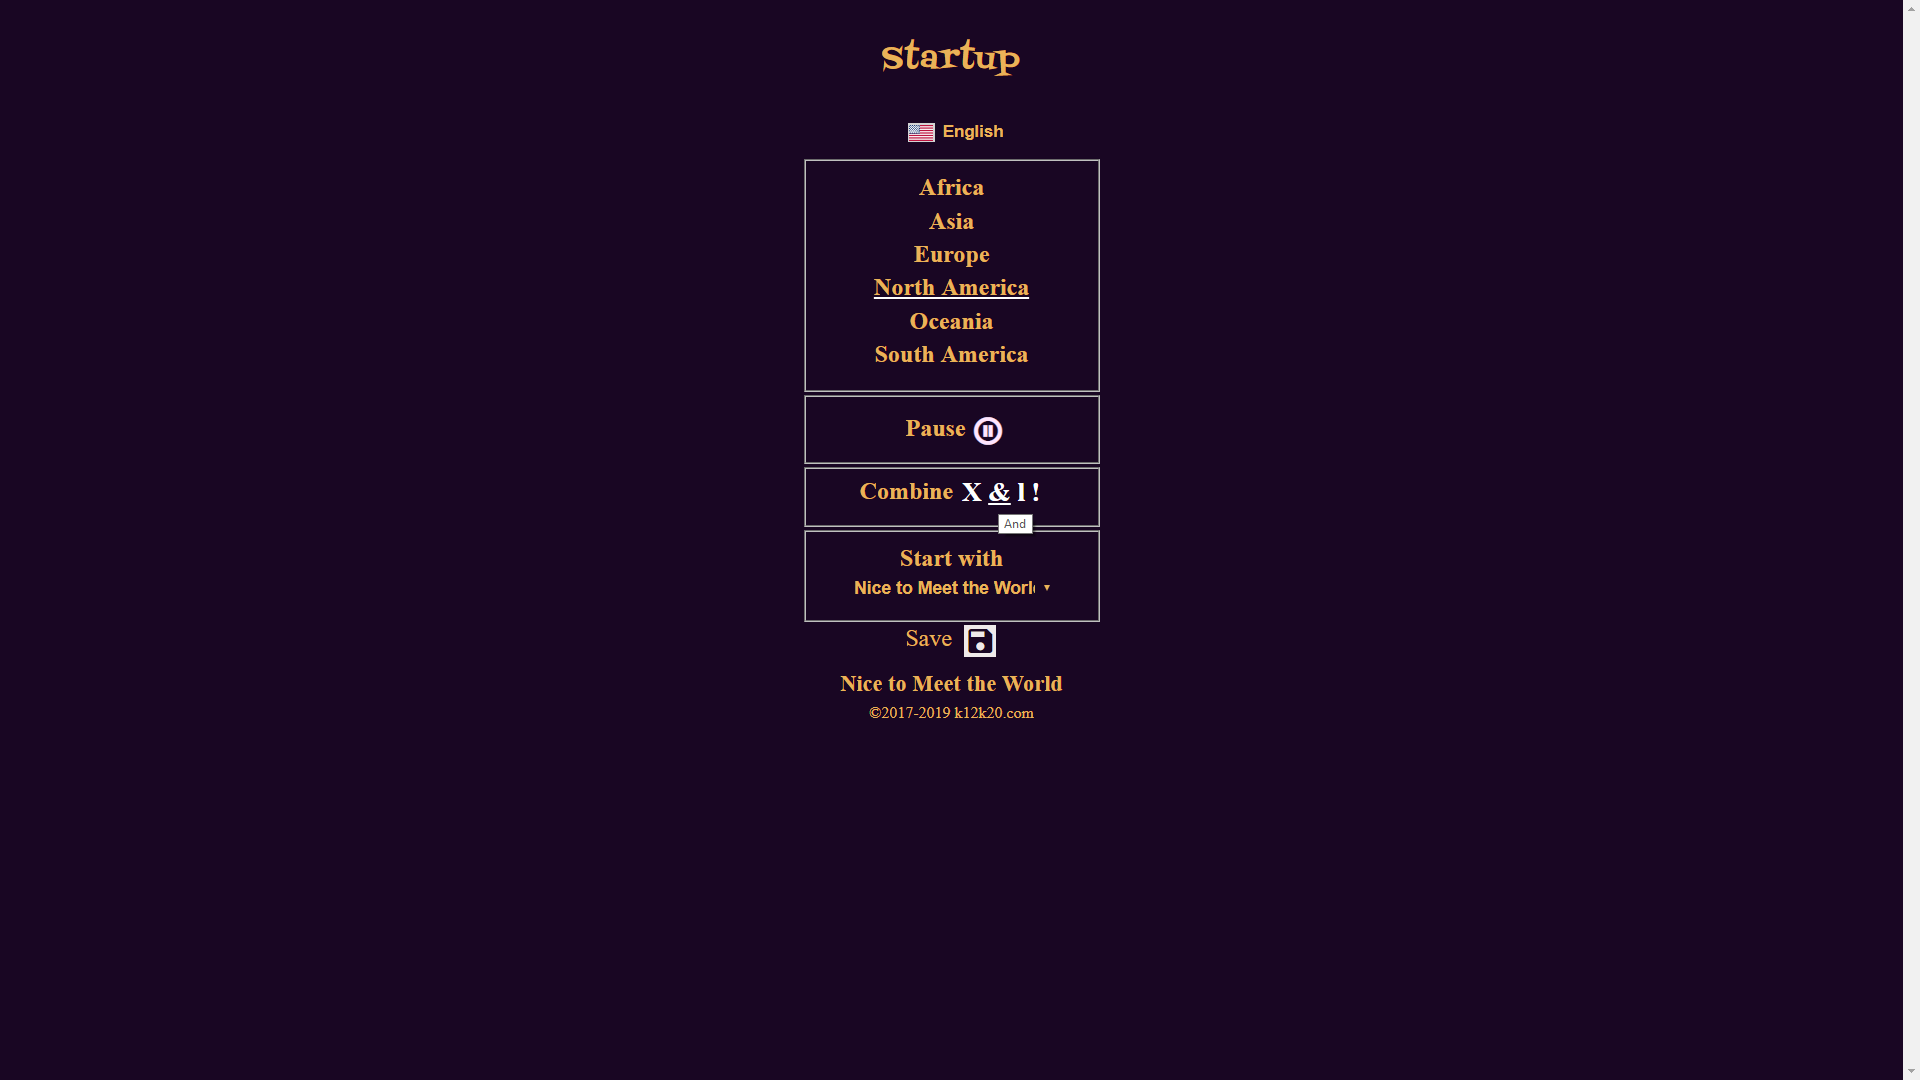 startup
English
Africa
Asia
Europe
North America
Oceania
South America
Pause
Combine X & l !
And
Start with
Nice to Meet the Worl
Save
Nice to Meet the World
©2017-2019 k12k20.com